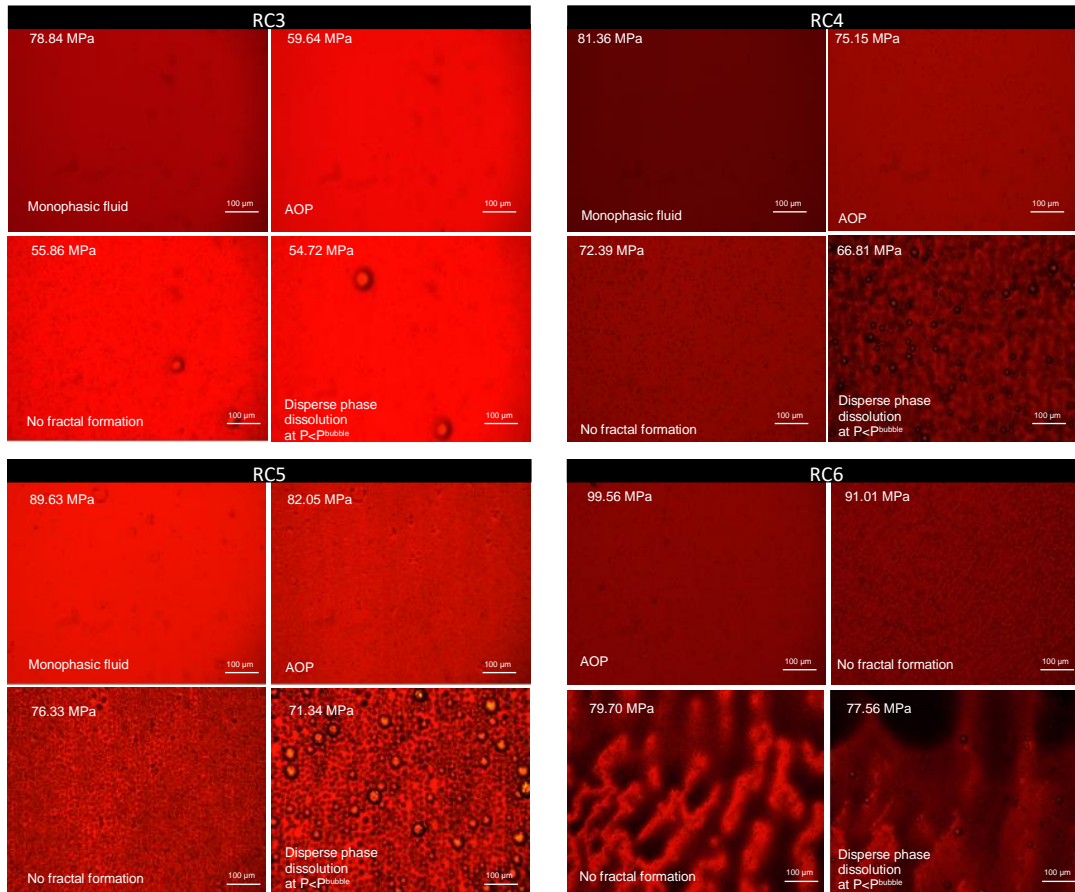 RC3
78.84 MPa
Monophasic fluid
100 µm
59.64 MPa
AOP
100 µm
55.86 MPa
No fractal formation
100 µm
54.72 MPa
Disperse phase
dissolution
at P<Pbubble
100 µm
RC4
81.36 MPa
Monophasic fluid
100 µm
75.15 MPa
AOP
100 µm
72.39 MPa
No fractal formation
100 µm
66.81 MPa
Disperse phase
dissolution
at P<Pbubble
100 µm
RC5
89.63 MPa
Monophasic fluid
100 µm
82.05 MPa
AOP
100 µm
76.33 MPa
No fractal formation
100 µm
71.34 MPa
Disperse phase
dissolution
at P<Pbubble
100 µm
RC6
99.56 MPa
AOP
100 µm
91.01 MPa
No fractal formation
100 µm
79.70 MPa
No fractal formation
100 µm
77.56 MPa
Disperse phase
dissolution
at P<Pbubble
100 µm